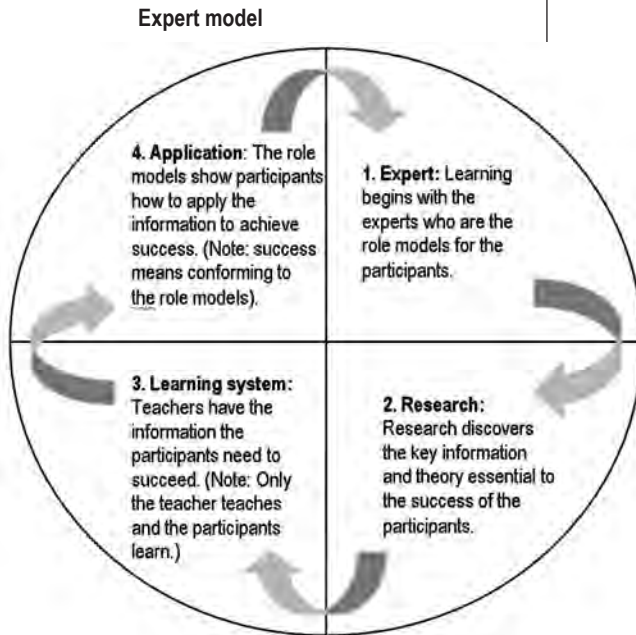 Expert model
1. Expert: Learning
begins with the
experts who are the
role models for the
participants.
2. Research:
Research discovers
the key information
and theory essential to
the success of the
participants.
3. Learning system:
Teachers have the
information the
participants need to
succeed. (Note: Only
the teacher teaches
and the participants
learn.)
4. Application: The role
models show participants
how to apply the
information to achieve
success. (Note: success
means conforming to
the role models).